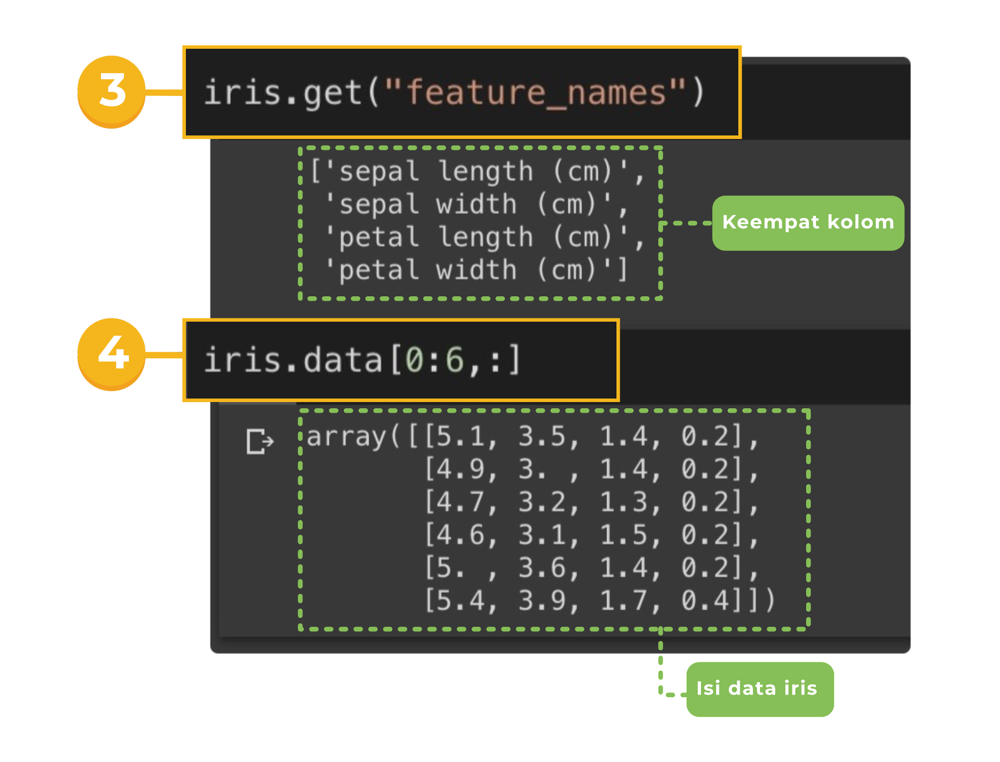 3
iris.get("feature_names")
['sepal length (cm)',
'sepal width (cm)',
'petal length (cm)',
'petal width (cm)']
Keempat kolom
4
iris.data[0:6,:]
array([[5.1, 3.5, 1.4, 0.2],
[4.9, 3. , 1.4, 0.2],
[4.7, 3.2, 1.3, 0.2],
[4.6, 3.1, 1.5, 0.2],
[5. , 3.6, 1.4, 0.2],
[5.4, 3.9, 1.7, 0.4]])
Isi data iris